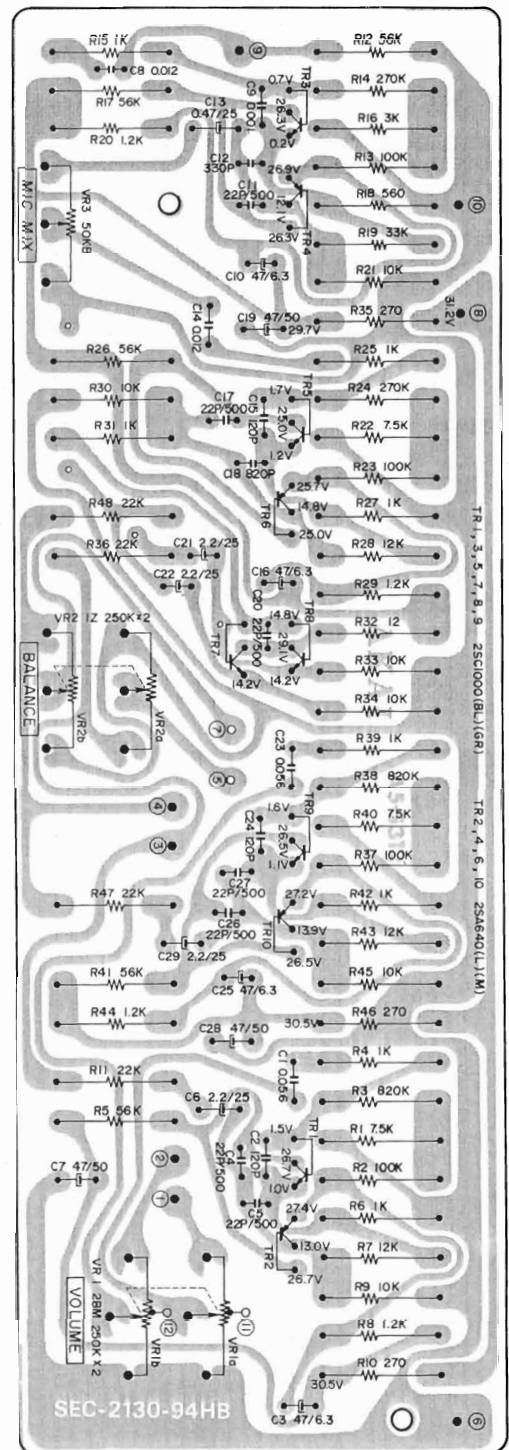 R15 1K
9
R12 56K
C8 0.012
R17 56K
R14 270K
C9 0.001
0.7V
TR3
26.3V
0.2V
C13
0.47/25
R20 1.2K
R16 3K
C12
330P
R13 100K
C11
22P/500
26.9V
12.1V
26.3V
TR4
R18 560
10
R19 33K
MIC MIX
VR3 50KB
C10 47/6.3
R21 10K
C14 0.012
C19 47/50
29.7V
R35 270
31.2V
8
R26 56K
R25 1K
R30 10K
C17
22P/500
C15 120P
1.7V
TR5
25.0V
1.2V
R24 270K
R31 1K
R22 7.5K
C18 820P
R23 100K
25.7V
14.8V
25.0V
TR6
R48 22K
R27 1K
R36 22K
C21 2.2/25
R28 12K
C22 2.2/25
C16 47/6.3
R29 1.2K
C20
22P/500
14.8V
TR8
29.1V
14.2V
TR7
14.2V
R32 12
R33 10K
R34 10K
BALANCE
VR2 1Z 250K×2
VR2b
VR2a
7
5
C23 0056
R39 1K
R38 820K
4
3
C24 120P
1.6V
TR9
26.5V
1.1V
R40 7.5K
R37 100K
C27
22P/500
R47 22K
C26
22P/500
27.2V
13.9V
26.5V
TR10
R42 1K
C29 2.2/25
R43 12K
R41 56K
C25 47/6.3
R45 10K
R44 1.2K
C28 47/50
30.5V
R46 270
C1 0.056
R4 1K
R11 22K
R3 820K
R5 56K
C6 2.2/25
C4
22P/500
C2 120P
1.5V
TR1
26.7V
1.0V
R1 7.5K
R2 100K
C7 47/50
2
1
C5
22P/500
27.4V
13.0V
26.7V
TR2
R6 1K
R7 12K
R9 10K
VOLUME
VR1 28M 250K×2
VR1b
12
VR1a
11
R8 1.2K
30.5V
R10 270
SEC-2130-94HB
C3 47/6.3
6
TR1, 3, 5, 7, 8, 9 2SC1000(BL)(GR) TR2, 4, 6, 10 2SA640(L)(M)